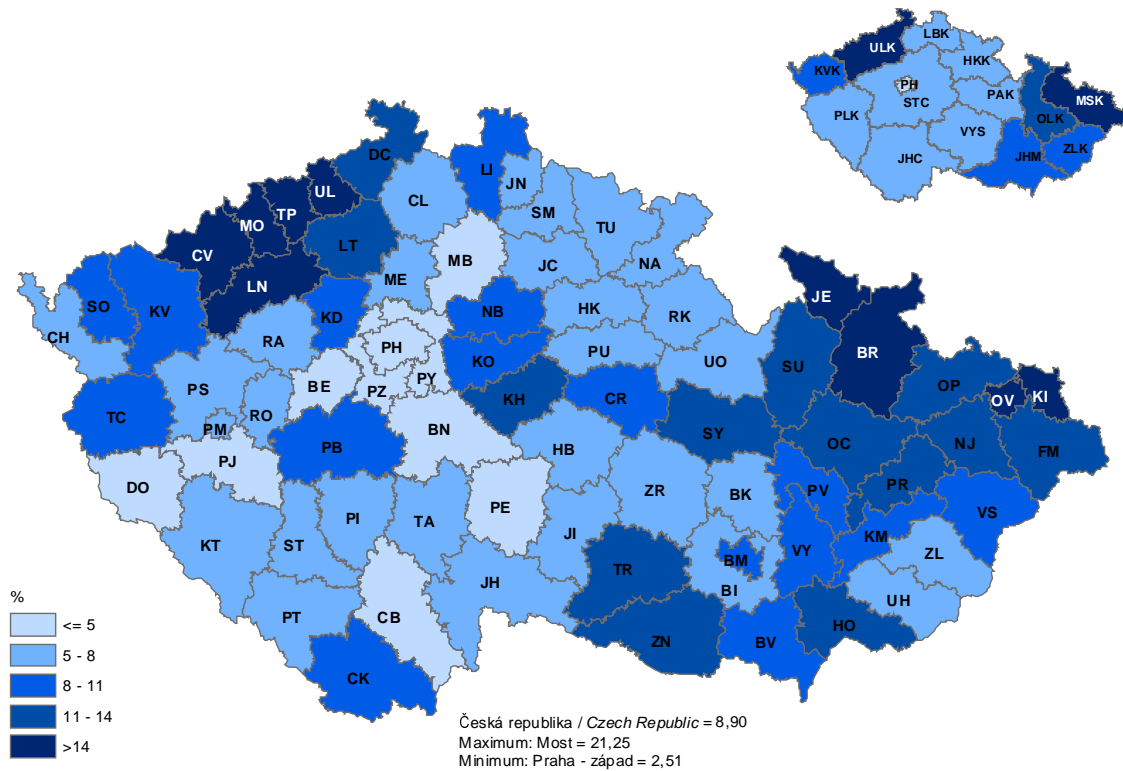 LBK
ULK
HKK
KVK
PH
PAK
STC
MSK
PLK
OLK
VYS
ZLK
JHM
JHC
DC
LI
JN
UL
CL
TP
SM
MO
TU
LT
CV
MB
JC
NA
ME
LN
SO
KV
JE
KD
NB
HK
RK
CH
RA
PH
BR
KO
PU
UO
SU
OP
OV
KI
BE
PZ
PY
PS
KH
CR
RO
TC
PM
BN
SY
OC
NJ
FM
PB
HB
PJ
DO
PR
ZR
BK
PV
PE
VS
PI
TA
KT
ST
JI
VY
KM
BM
ZL
TR
JH
BI
UH
PT
CB
HO
ZN
BV
CK
%
<= 5
5 - 8
8 - 11
11 - 14
>14
Česká republika / Czech Republic = 8,90
Maximum: Most = 21,25
Minimum: Praha - západ = 2,51